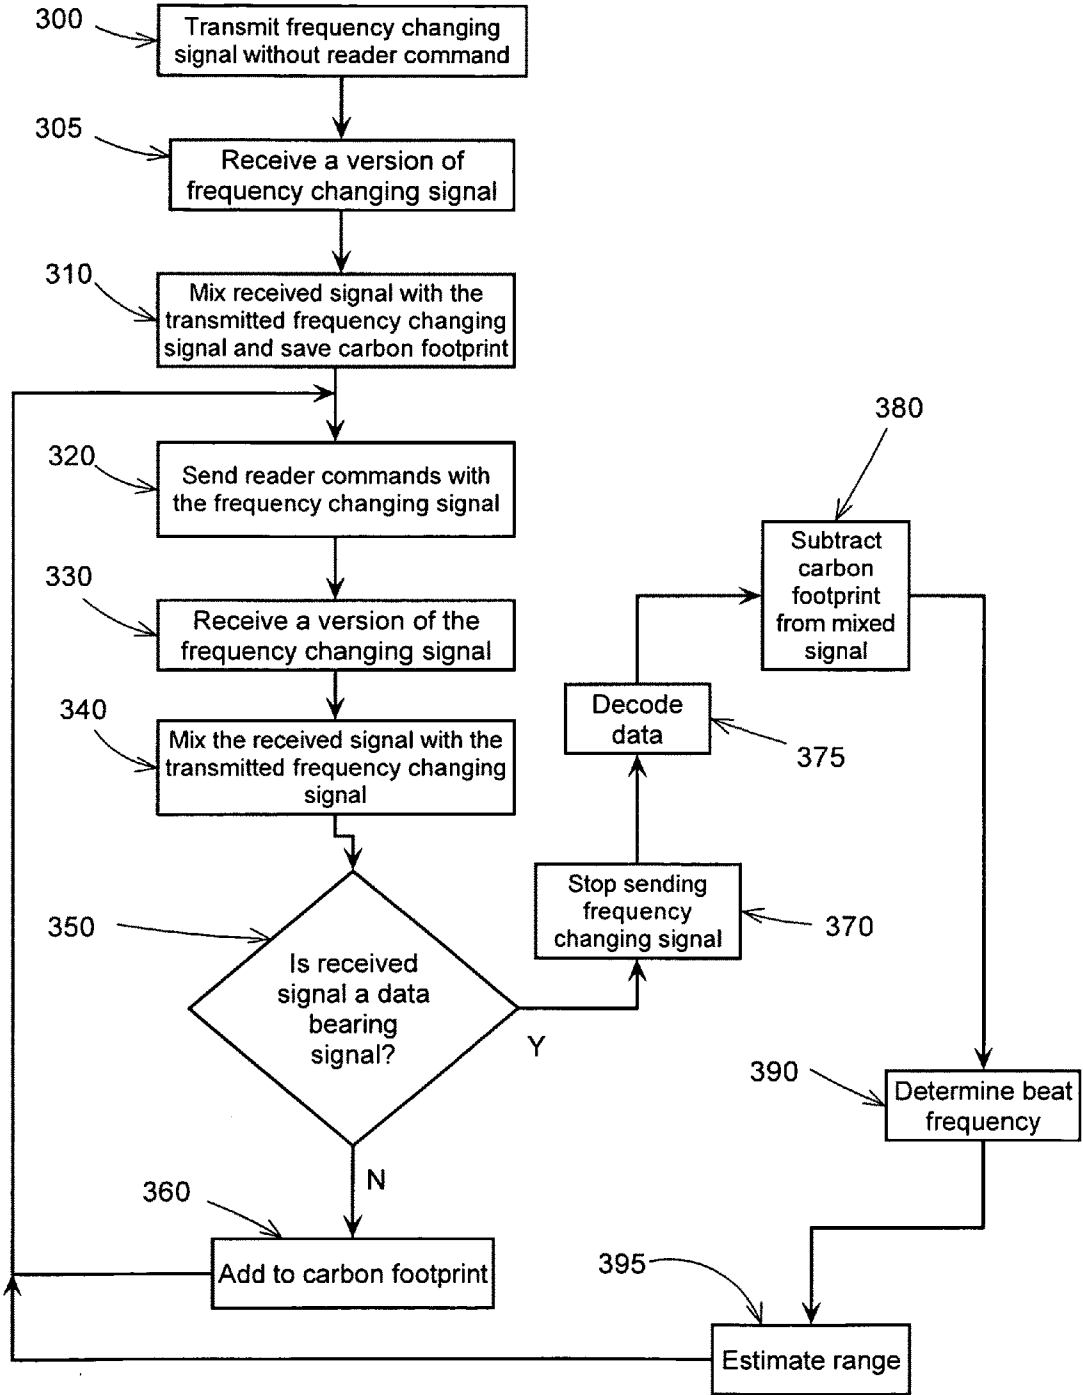 300
Transmit frequency changing
signal without reader command
305
Receive a version of
frequency changing signal
310
Mix received signal with the
transmitted frequency changing
signal and save carbon footprint
320
Send reader commands with
the frequency changing signal
330
Receive a version of the
frequency changing signal
340
Mix the received signal with the
transmitted frequency changing
signal
350
Is received
signal a data
bearing
signal?
Y
N
360
Add to carbon footprint
Stop sending
frequency
changing signal
370
Decode
data
375
380
Subtract
carbon
footprint
from mixed
signal
390
Determine beat
frequency
395
Estimate range